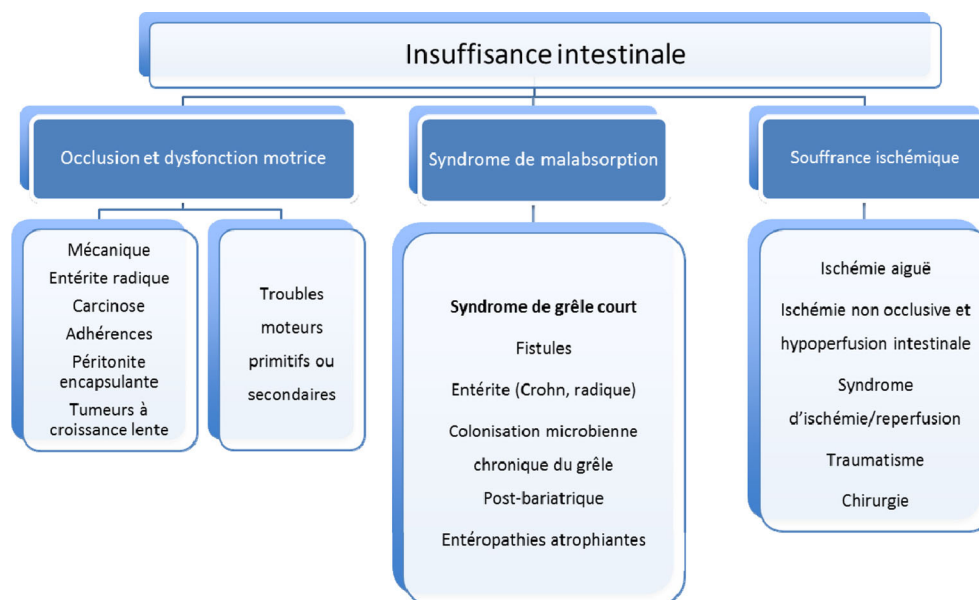 Insuffisance intestinale
Occlusion et dysfonction motrice
Syndrome de malabsorption
Souffrance ischémique
Mécanique
Entérite radique
Carcinose
Adhérences
Péritonite
encapsulante
Tumeurs à
croissance lente
Troubles
moteurs
primitifs ou
secondaires
Syndrome de grêle court
Fistules
Entérite (Crohn, radique)
Colonisation microbienne
chronique du grêle
Post-bariatrique
Entéropathies atrophiantes
Ischémie aiguë
Ischémie non occlusive et
hypoperfusion intestinale
Syndrome
d’ischémie/reperfusion
Traumatisme
Chirurgie